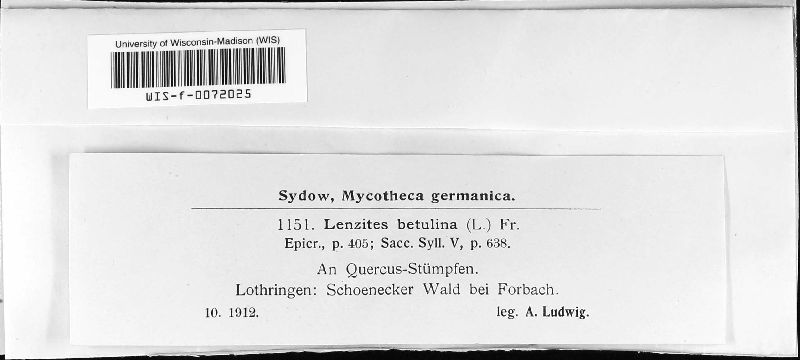 University of Wisconsin-Madison (WIS)
WIS-f-0072025
Sydow, Mycotheca germanica.
1151. Lenzites betulina (L.) Fr.
Epicr., p. 405; Sacc. Syll. V, p. 638.
An Quercus-Stümpfen.
Lothringen: Schoenecker Wald bei Forbach.
10. 1912. leg. A. Ludwig.